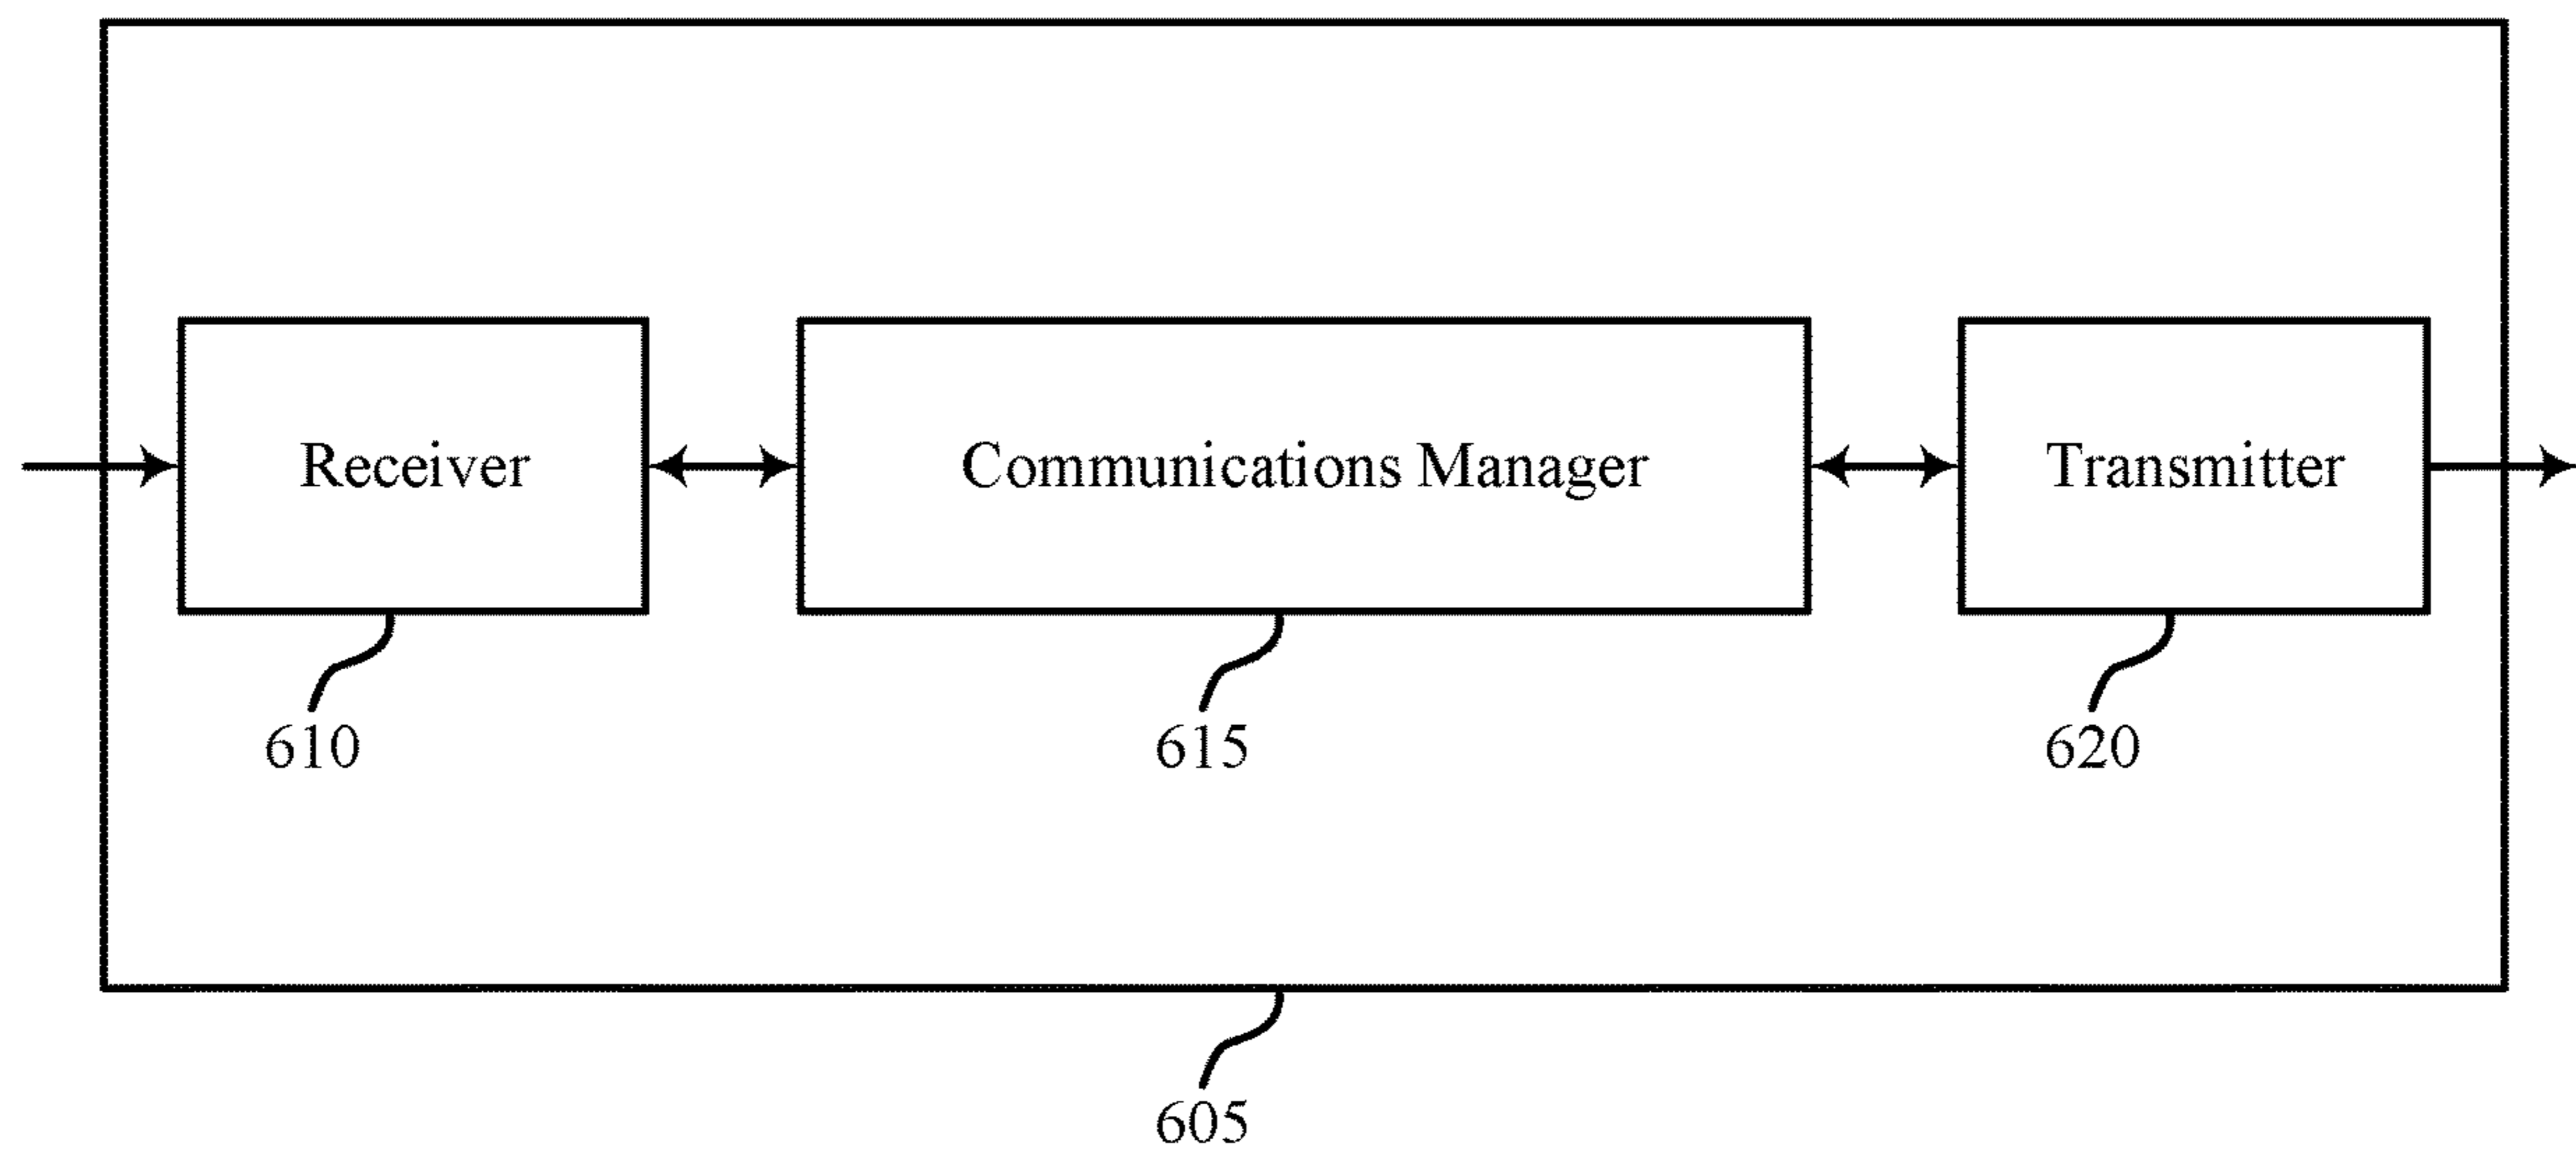 Receiver
Communications Manager
Transmitter
610
615
620
605